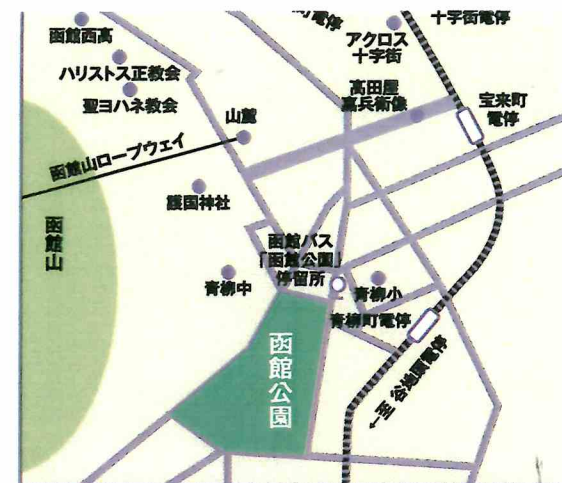 町電停
十字街電停
函館西高
アクロス
十字街
ハリストス正教会
聖ヨハネ教会
高田屋
嘉兵衛像
宝来町
電停
山麓
函館山ロープウェイ
護国神社
函館山
函館バス
「函館公園」
停留所
青柳中
青柳小
青柳町電停
函館公園
←至 谷地頭電停